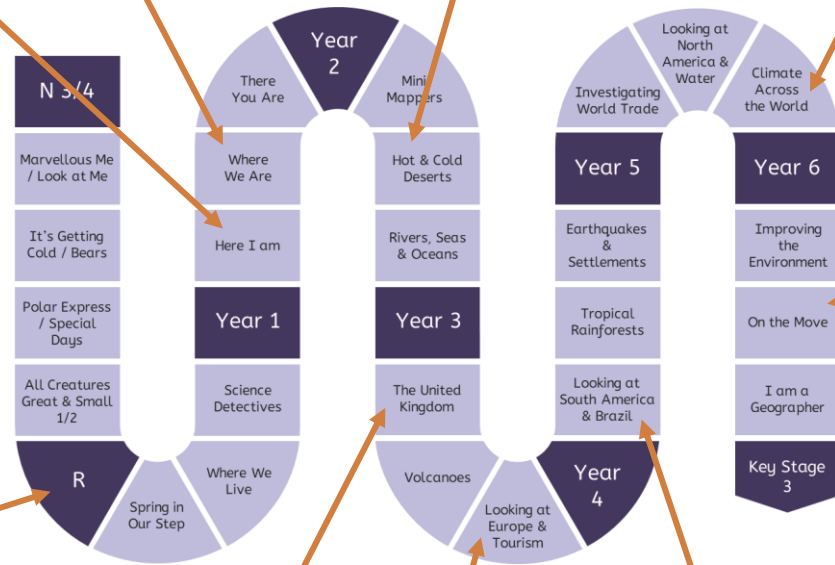 N 3/4
Marvellous Me
/ Look at Me
It's Getting
Cold / Bears
Polar Express
/ Special
Days
All Creatures
Great & Small
1/2
R
Spring in
Our Step
Where We
Live
Science
Detectives
Year 1
Here I am
Where
We Are
There
You Are
Year
2
Mini
Mappers
Hot & Cold
Deserts
Rivers, Seas
& Oceans
Year 3
The United
Kingdom
Volcanoes
Looking at
Europe &
Tourism
Year
4
Looking at
South America
& Brazil
Tropical
Rainforests
Earthquakes
&
Settlements
Year 5
Investigating
World Trade
Looking at
North
America &
Water
Climate
Across
the World
Year 6
Improving
the
Environment
On the Move
I am a
Geographer
Key Stage
3